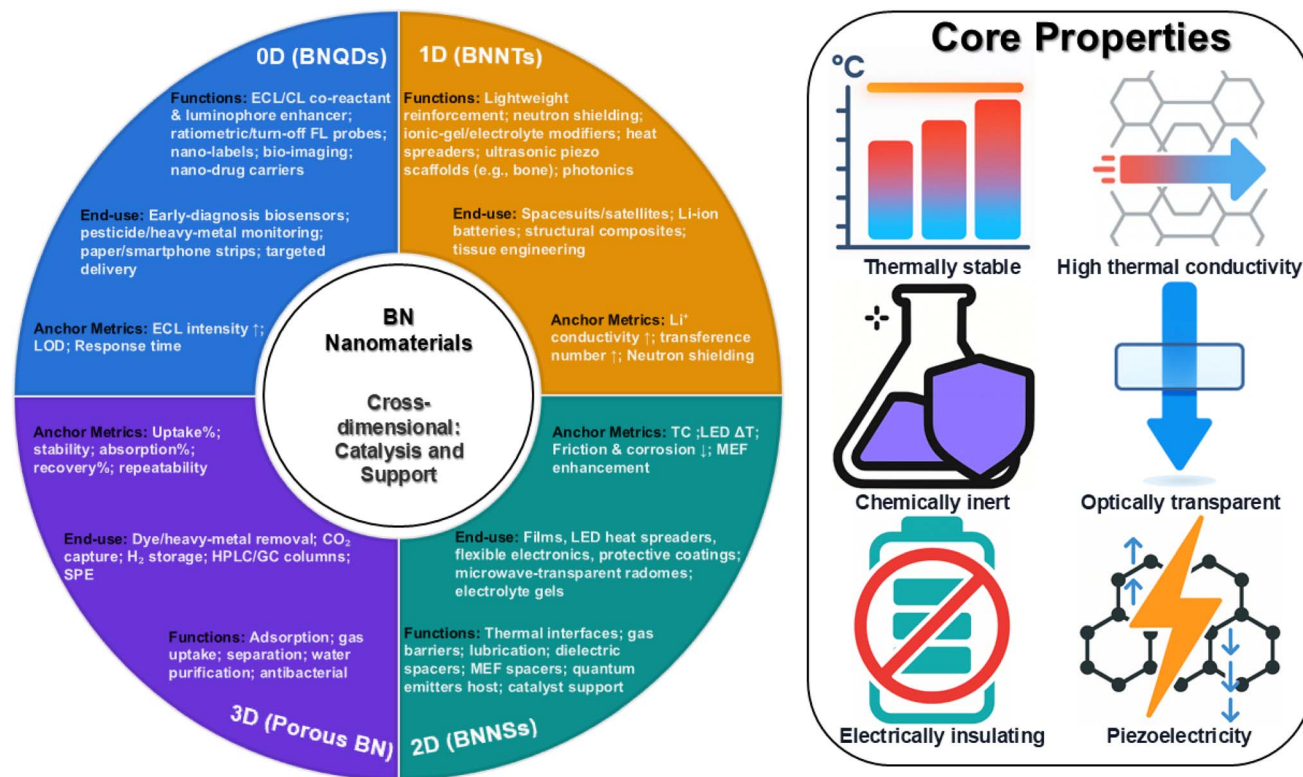 0D (BNQDs)
Functions: ECL/CL co-reactant
& luminophore enhancer;
ratiometric/turn-off FL probes;
nano-labels; bio-imaging;
nano-drug carriers
End-use: Early-diagnosis biosensors;
pesticide/heavy-metal monitoring;
paper/smartphone strips; targeted
delivery
Anchor Metrics: ECL intensity ↑;
LOD; Response time
1D (BNNTs)
Functions: Lightweight
reinforcement; neutron shielding;
ionic-gel/electrolyte modifiers; heat
spreaders; ultrasonic piezo
scaffolds (e.g., bone); photonics
End-use: Spacesuits/satellites; Li-ion
batteries; structural composites;
tissue engineering
Anchor Metrics: Li⁺
conductivity ↑; transference
number ↑; Neutron shielding
BN
Nanomaterials
Cross-
dimensional:
Catalysis and
Support
Anchor Metrics: Uptake%;
stability; absorption%;
recovery%; repeatability
End-use: Dye/heavy-metal removal; CO₂
capture; H₂ storage; HPLC/GC columns;
SPE
Functions: Adsorption; gas
uptake; separation; water
purification; antibacterial
3D (Porous BN)
Anchor Metrics: TC ;LED ΔT;
Friction & corrosion ↓; MEF
enhancement
End-use: Films, LED heat spreaders,
flexible electronics, protective coatings;
microwave-transparent radomes;
electrolyte gels
Functions: Thermal interfaces; gas
barriers; lubrication; dielectric
spacers; MEF spacers; quantum
emitters host; catalyst support
2D (BNNSs)
Core Properties
°C
Thermally stable
High thermal conductivity
Chemically inert
Optically transparent
Electrically insulating
Piezoelectricity